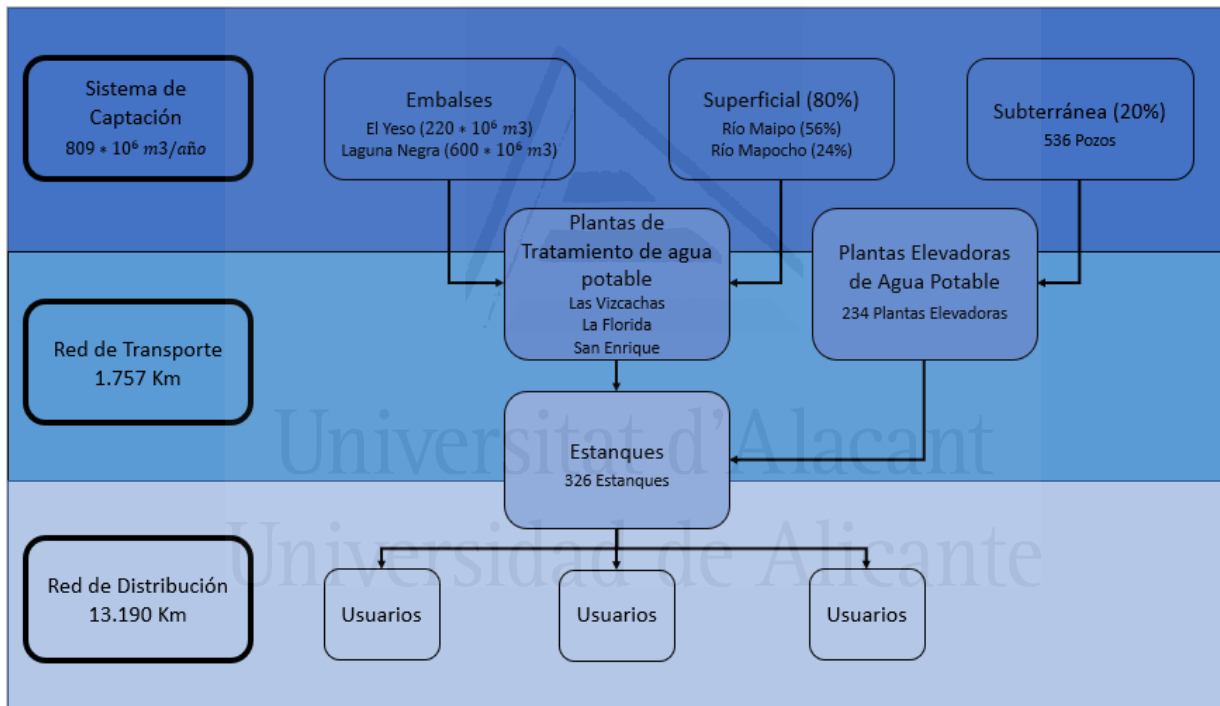 Sistema de
Captación
809 * 10⁶ m3/año
Embalses
El Yeso (220 * 10⁶ m3)
Laguna Negra (600 * 10⁶ m3)
Superficial (80%)
Río Maipo (56%)
Río Mapocho (24%)
Subterránea (20%)
536 Pozos
Plantas de
Tratamiento de agua
potable
Las Vizcachas
La Florida
San Enrique
Plantas Elevadoras
de Agua Potable
234 Plantas Elevadoras
Red de Transporte
1.757 Km
Estanques
326 Estanques
Universitat d'Alacant
Universidad de Alicante
Red de Distribución
13.190 Km
Usuarios
Usuarios
Usuarios